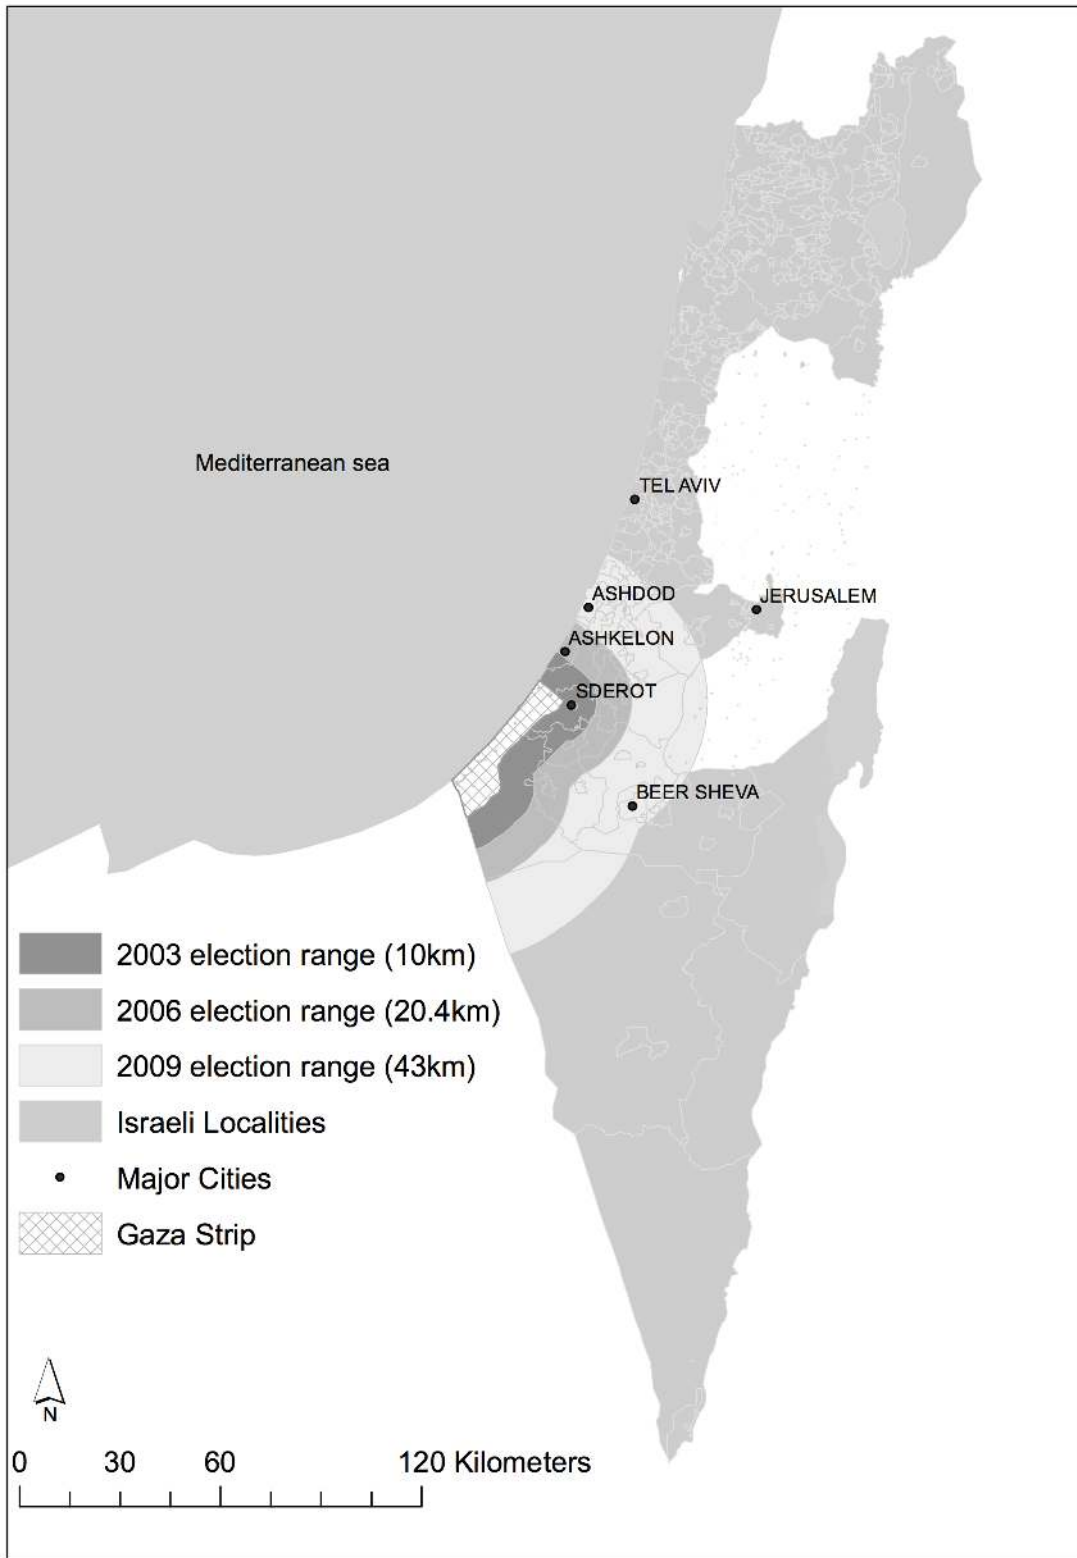 Mediterranean sea
TEL AVIV
ASHDOD
JERUSALEM
ASHKELON
SDEROT
BEER SHEVA
2003 election range (10km)
2006 election range (20.4km)
2009 election range (43km)
Israeli Localities
Major Cities
Gaza Strip
N
0 30 60 120 Kilometers